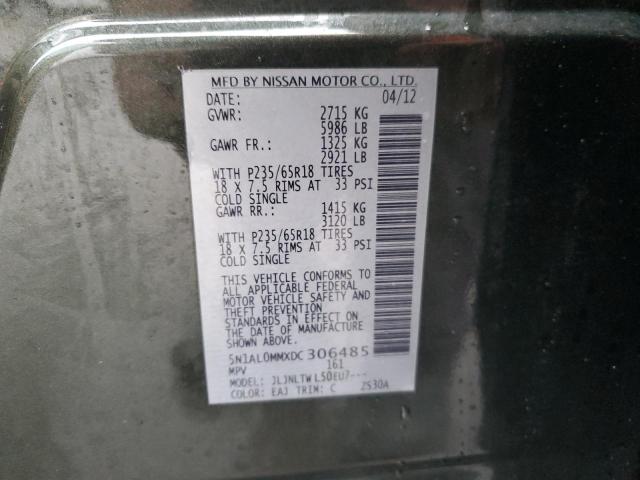 MFD BY NISSAN MOTOR CO., LTD.
DATE: 04/12
GVWR: 2715 KG
5986 LB
GAWR FR.: 1325 KG
2921 LB
WITH P235/65R18 TIRES
18 X 7.5 RIMS AT 33 PSI
COLD SINGLE
GAWR RR.: 1415 KG
3120 LB
WITH P235/65R18 TIRES
18 X 7.5 RIMS AT 33 PSI
COLD SINGLE
THIS VEHICLE CONFORMS TO
ALL APPLICABLE FEDERAL
MOTOR VEHICLE SAFETY AND
THEFT PREVENTION
STANDARDS IN EFFECT ON
THE DATE OF MANUFACTURE
SHOWN ABOVE.
5N1AL0MMXDC306485
MPV 161
MODEL: JLJNLTWL50EU7---
COLOR: EAJ TRIM: C ZS30A